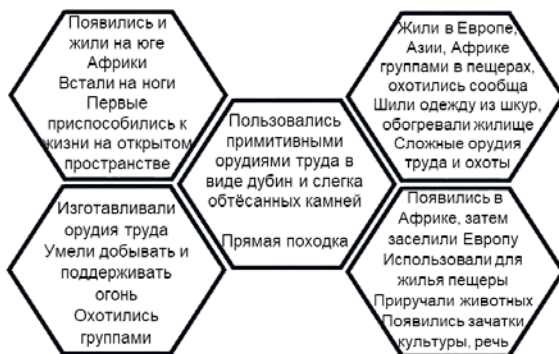 Появились и
жили на юге
Африки
Встали на ноги
Первые
приспособились к
жизни на открытом
пространстве
Жили в Европе,
Азии, Африке
группами в пещерах,
охотились сообща
Шили одежду из шкур,
обогревали жилище
Сложные орудия
труда и охоты
Пользовались
примитивными
орудиями труда в
виде дубин и слегка
обтёсанных камней
Прямая походка
Изготавливали
орудия труда
Умели добывать и
поддерживать
огонь
Охотились
группами
Появились в
Африке, затем
заселили Европу
Использовали для
жилья пещеры
Приручали животных
Появились зачатки
культуры, речь